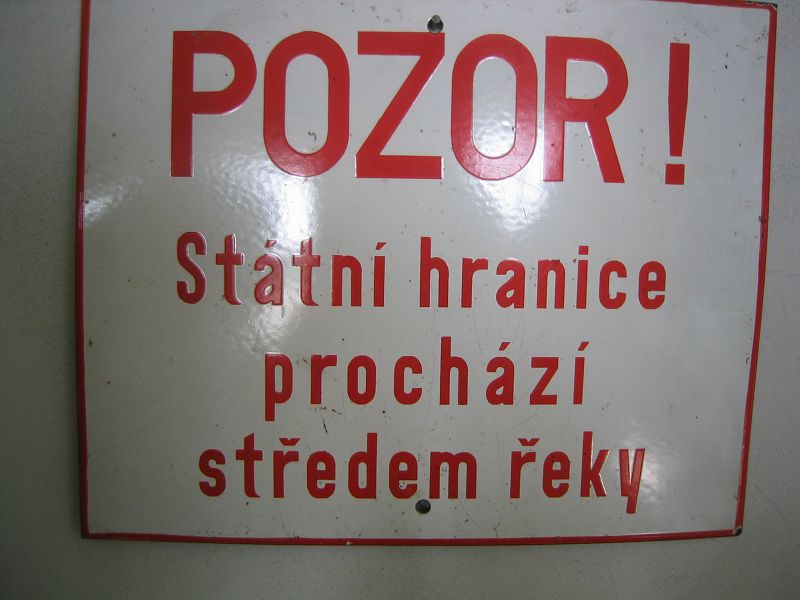 POZOR!
Státní hranice
prochází
středem řeky